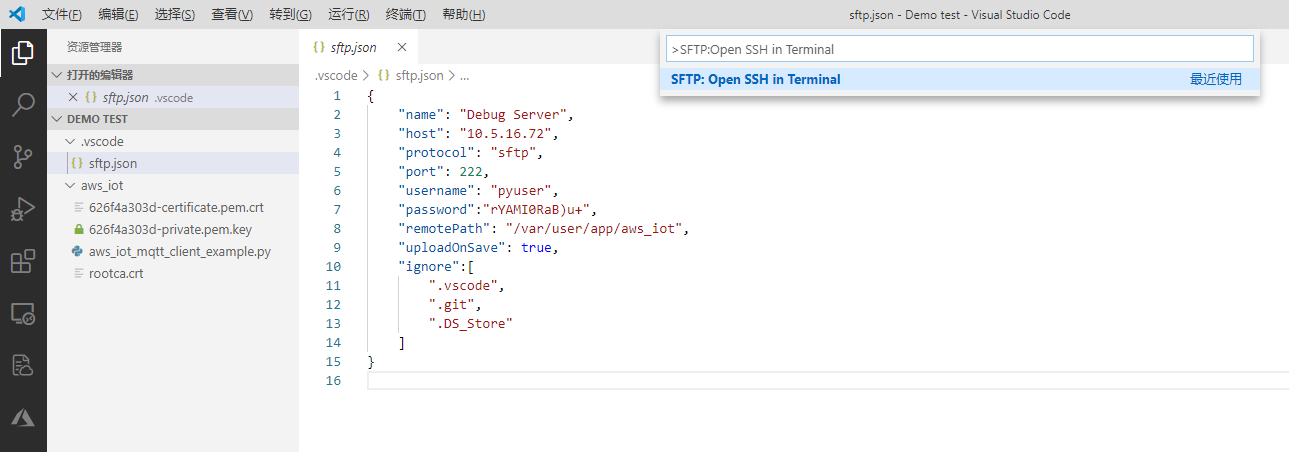 文件(F) 编辑(E) 选择(S) 查看(V) 转到(G) 运行(R) 终端(T) 帮助(H) sftp.json - Demo test - Visual Studio Code
资源管理器
打开的编辑器
{} sftp.json .vscode
DEMO TEST
.vscode
{} sftp.json
aws_iot
626f4a303d-certificate.pem.crt
626f4a303d-private.pem.key
aws_iot_mqtt_client_example.py
rootca.crt
{} sftp.json
>SFTP:Open SSH in Terminal
SFTP: Open SSH in Terminal 最近使用
.vscode > {} sftp.json > ...
1 {
2 "name": "Debug Server",
3 "host": "10.5.16.72",
4 "protocol": "sftp",
5 "port": 222,
6 "username": "pyuser",
7 "password":"rYAMI0RaB)u+",
8 "remotePath": "/var/user/app/aws_iot",
9 "uploadOnSave": true,
10 "ignore":[
11 ".vscode",
12 ".git",
13 ".DS_Store"
14 ]
15 }
16